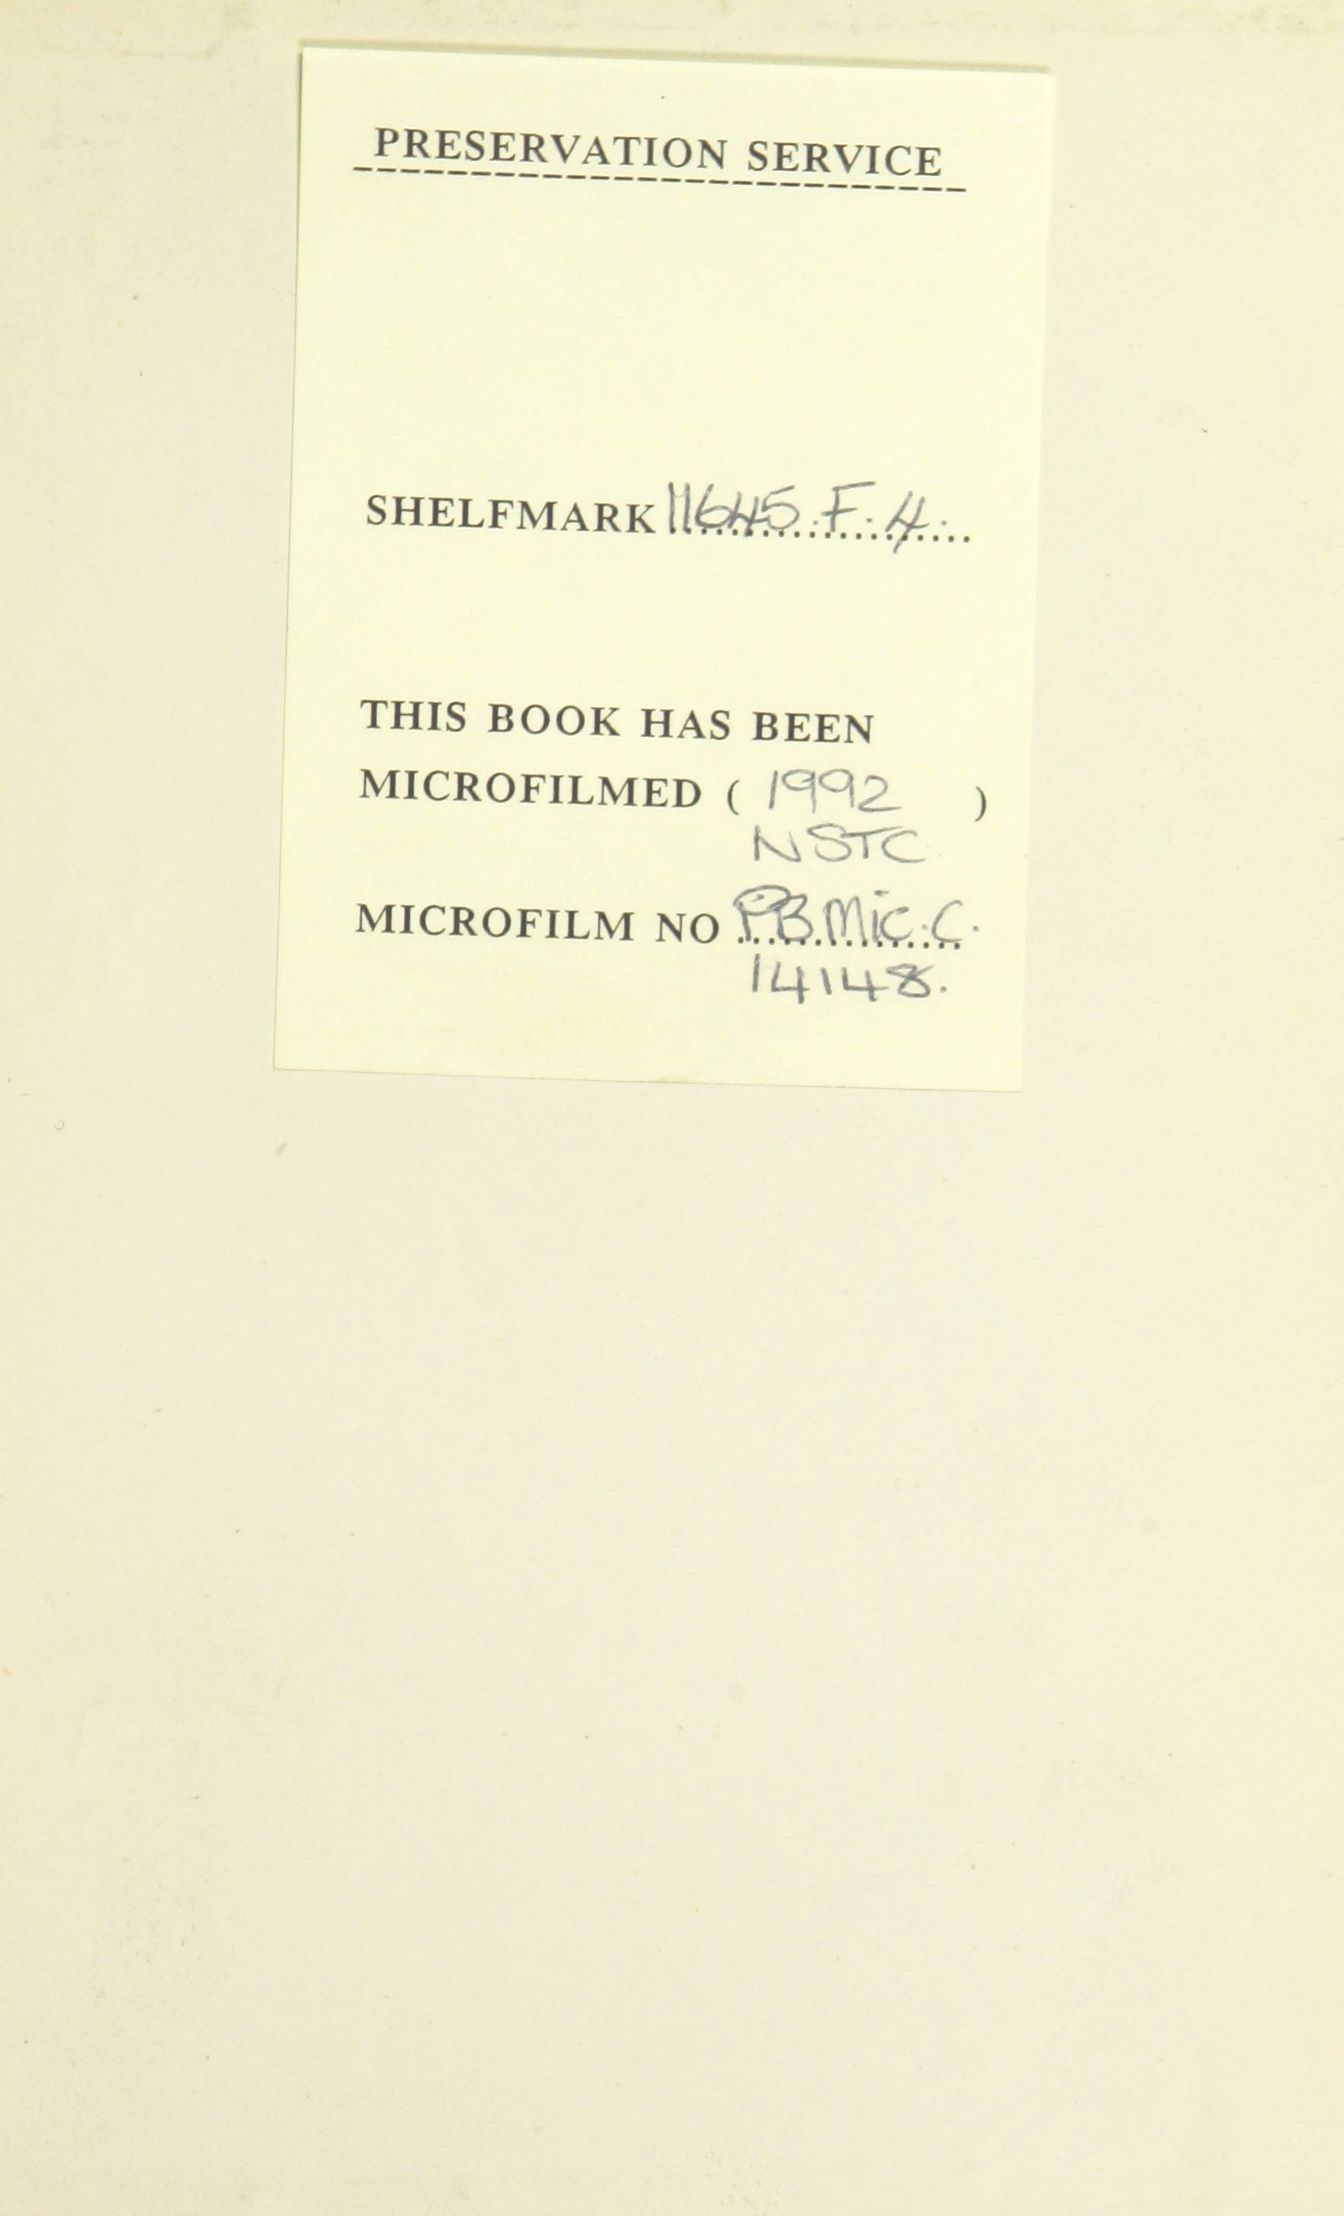 PRESERVATION SERVICE
SHELFMARK 11645.F.4.
THIS BOOK HAS BEEN
MICROFILMED ( 1992 )
NSTC
MICROFILM NO PB.Mic.C.
14148.